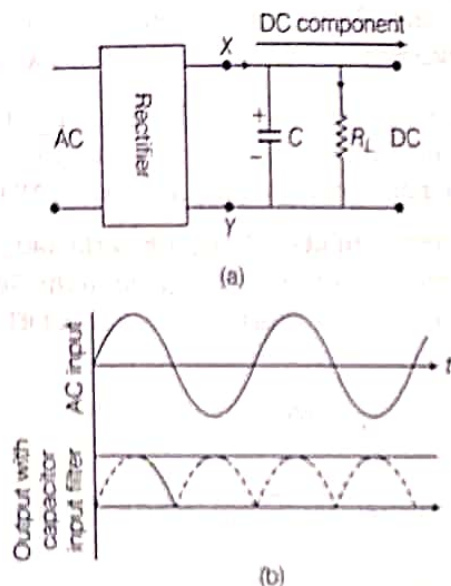 DC component
X
AC
Rectifier
+
−
C
R_L
DC
Y
(a)
AC input
t
Output with
capacitor
input filter
(b)